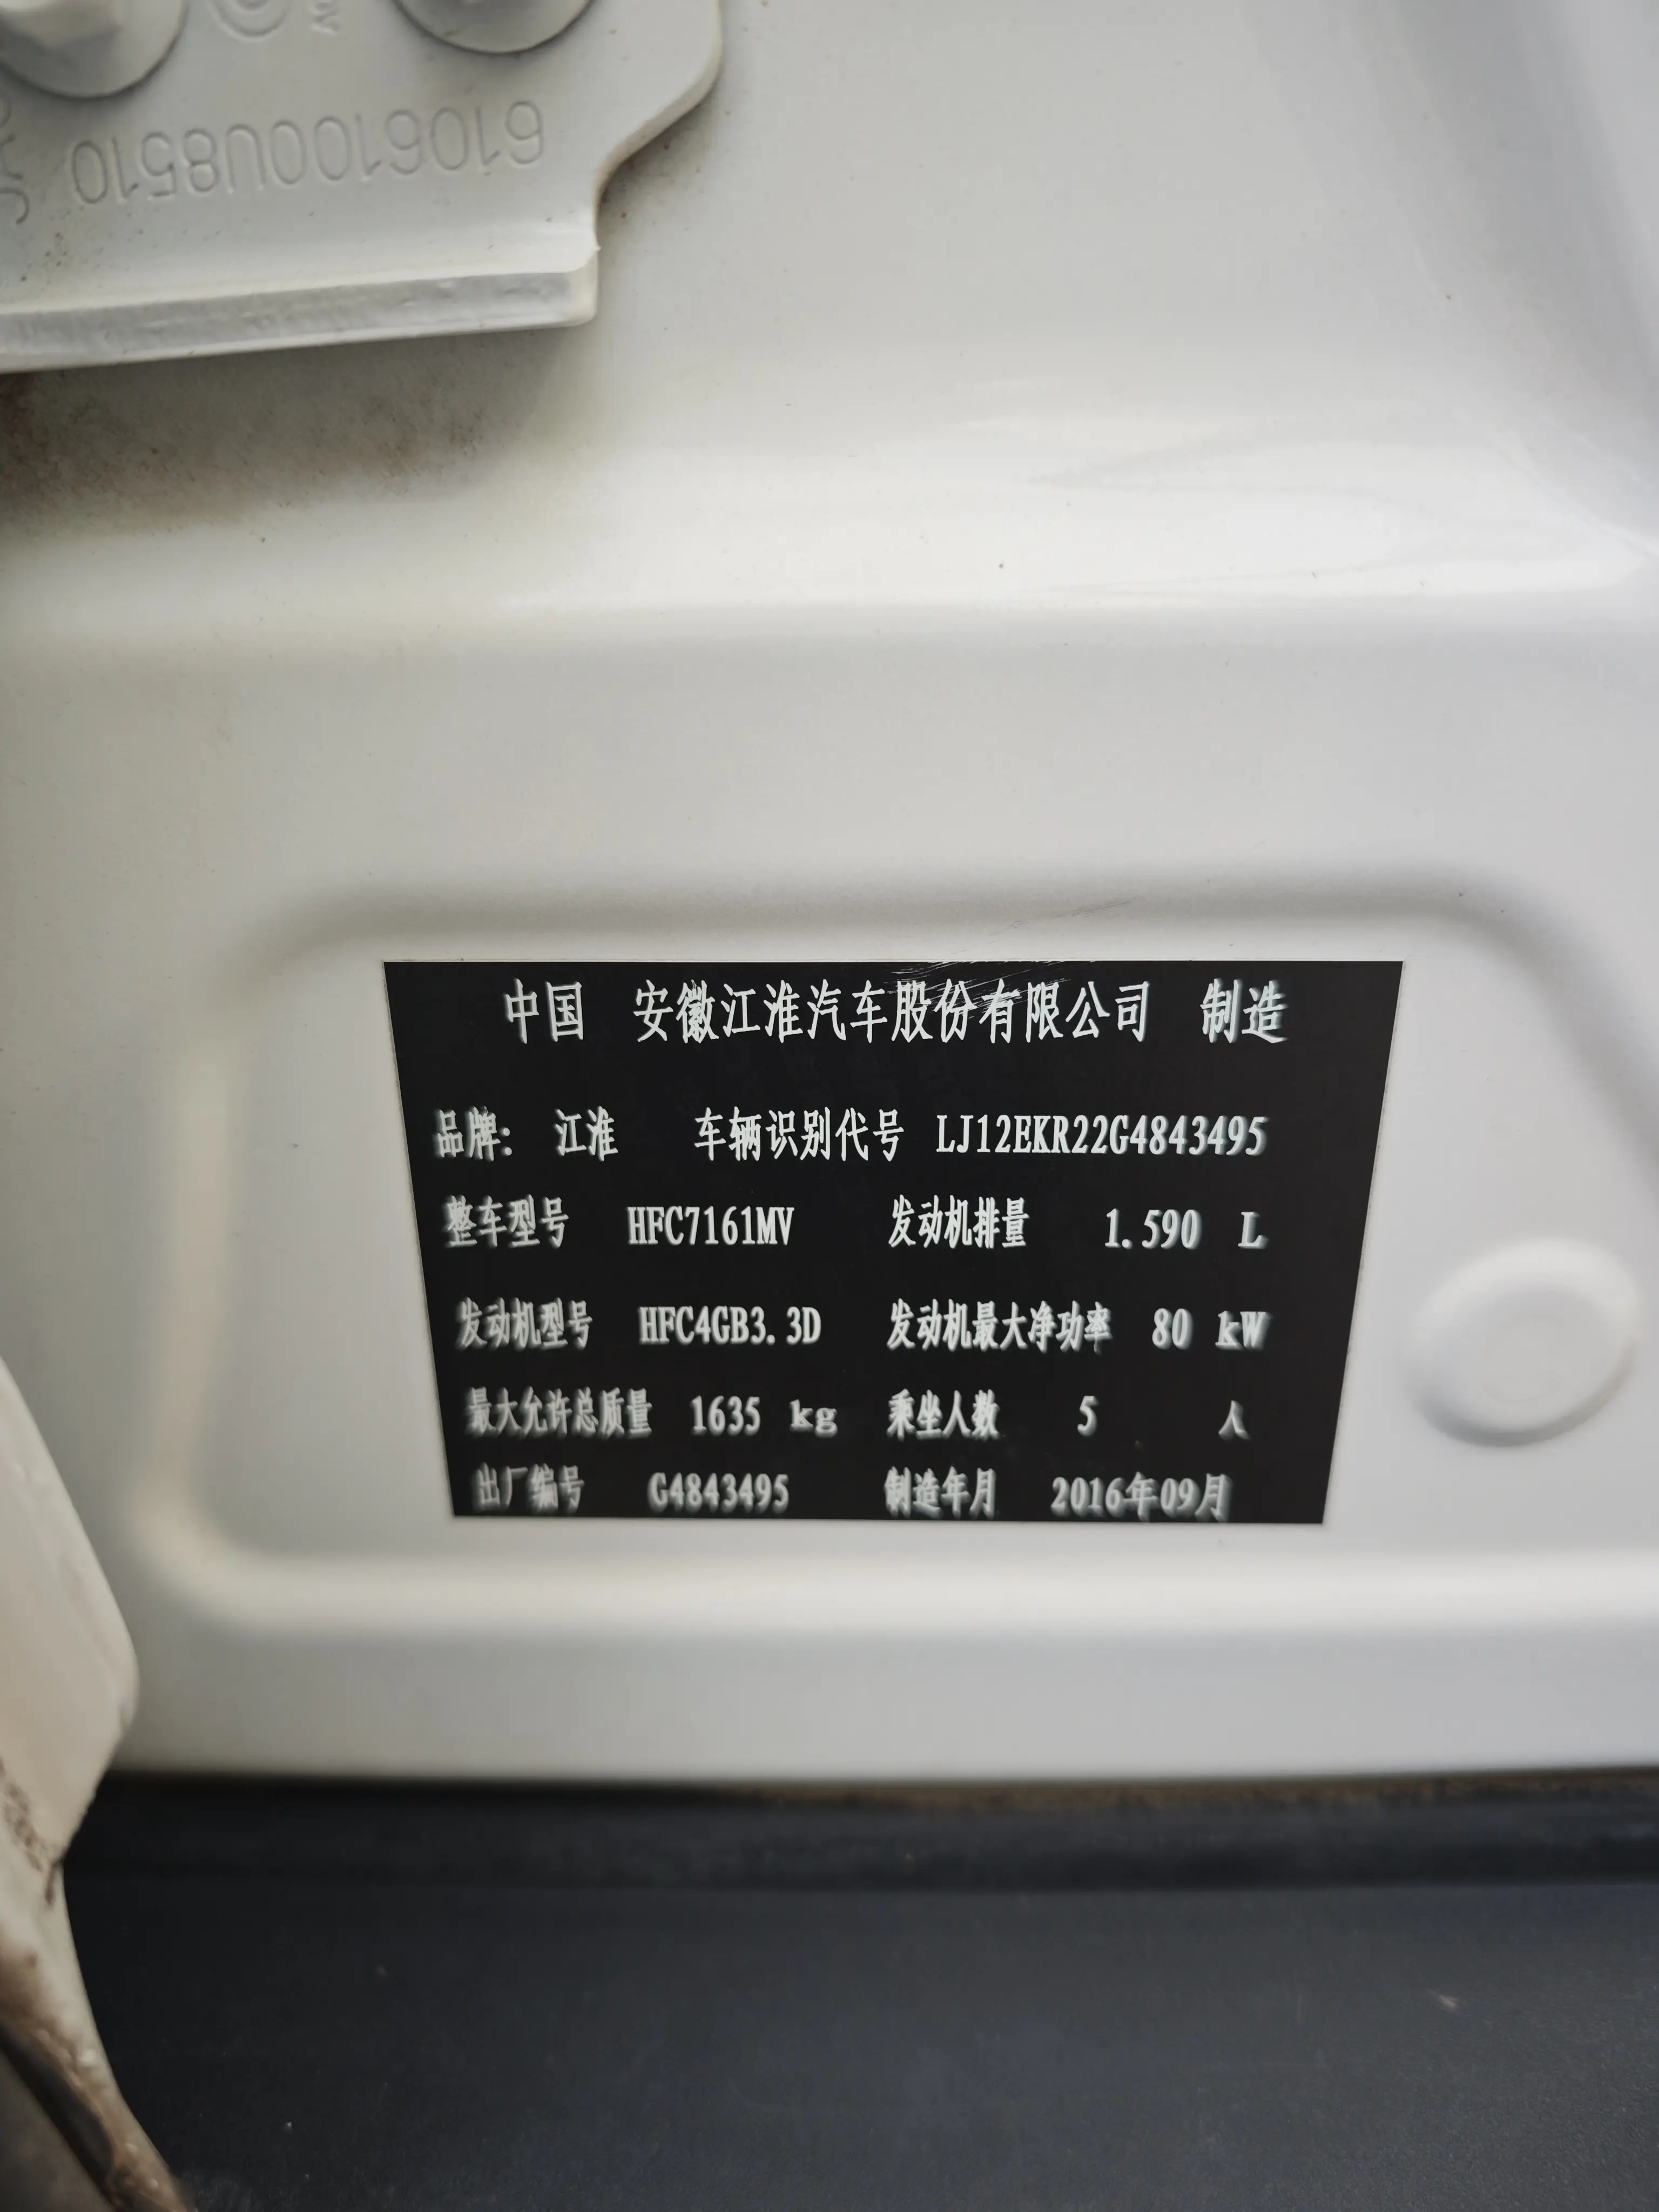 6106100U8510
中国 安徽江淮汽车股份有限公司 制造
品牌: 江淮 车辆识别代号 LJ12EKR22G4843495
整车型号 HFC7161MV 发动机排量 1.590 L
发动机型号 HFC4GB3.3D 发动机最大净功率 80 kW
最大允许总质量 1635 kg 乘坐人数 5 人
出厂编号 G4843495 制造年月 2016年09月